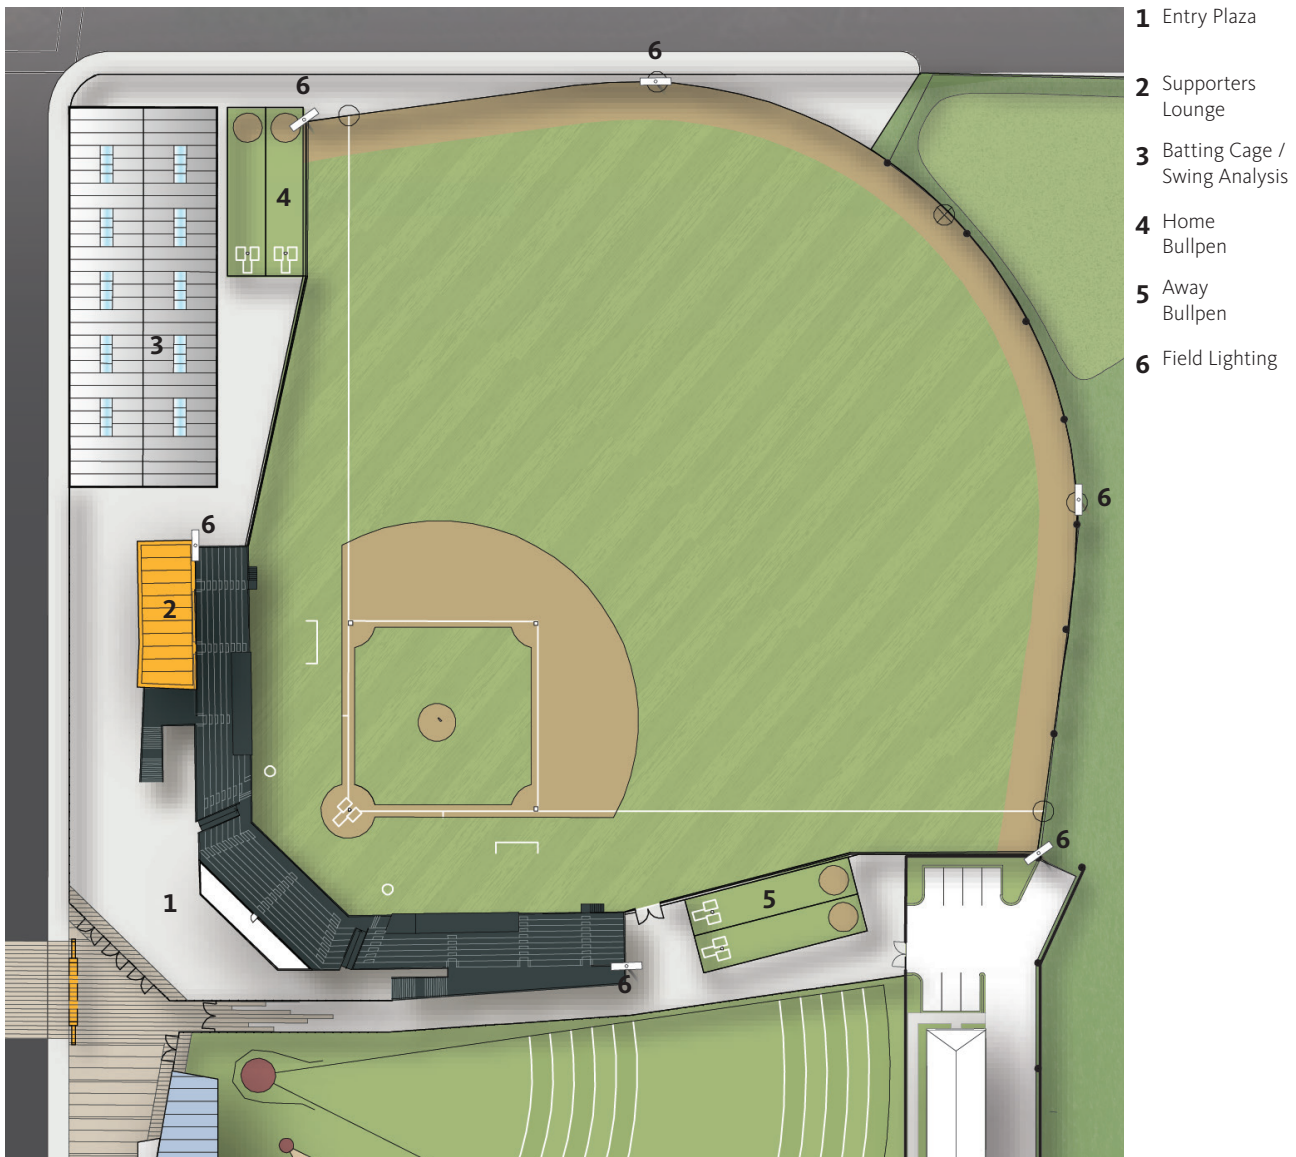 6
6
4
3
6
6
2
6
5
1
6
1 Entry Plaza
2 Supporters
Lounge
3 Batting Cage /
Swing Analysis
4 Home
Bullpen
5 Away
Bullpen
6 Field Lighting